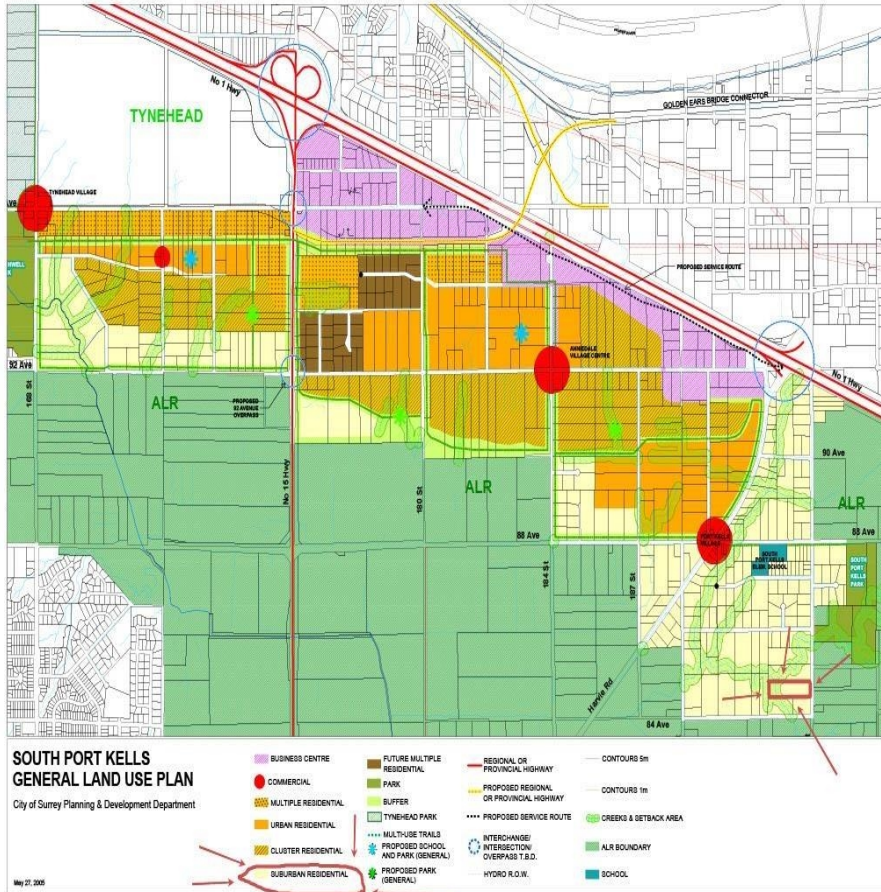 No 1 Hwy
GOLDEN EARS BRIDGE CONNECTOR
TYNEHEAD
TYNEHEAD VILLAGE
PROPOSED SERVICE ROUTE
ANNIEDALE
VILLAGE CENTRE
92 Ave
No 1 Hwy
168 St
ALR
PROPOSED
92 AVENUE
OVERPASS
No 15 Hwy
180 St
ALR
90 Ave
ALR
88 Ave
88 Ave
184 St
187 St
SOUTH
PORT KELLS
ELEM SCHOOL
SOUTH
PORT
KELLS
PARK
Harvie Rd
84 Ave
SOUTH PORT KELLS
GENERAL LAND USE PLAN
City of Surrey Planning & Development Department
May 27, 2005
BUSINESS CENTRE
COMMERCIAL
MULTIPLE RESIDENTIAL
URBAN RESIDENTIAL
CLUSTER RESIDENTIAL
SUBURBAN RESIDENTIAL
FUTURE MULTIPLE
RESIDENTIAL
PARK
BUFFER
TYNEHEAD PARK
MULTI-USE TRAILS
PROPOSED SCHOOL
AND PARK (GENERAL)
PROPOSED PARK
(GENERAL)
REGIONAL OR
PROVINCIAL HIGHWAY
PROPOSED REGIONAL
OR PROVINCIAL HIGHWAY
PROPOSED SERVICE ROUTE
INTERCHANGE/
INTERSECTION/
OVERPASS T.B.D.
HYDRO R.O.W.
CONTOURS 5m
CONTOURS 1m
CREEKS & SETBACK AREA
ALR BOUNDARY
SCHOOL